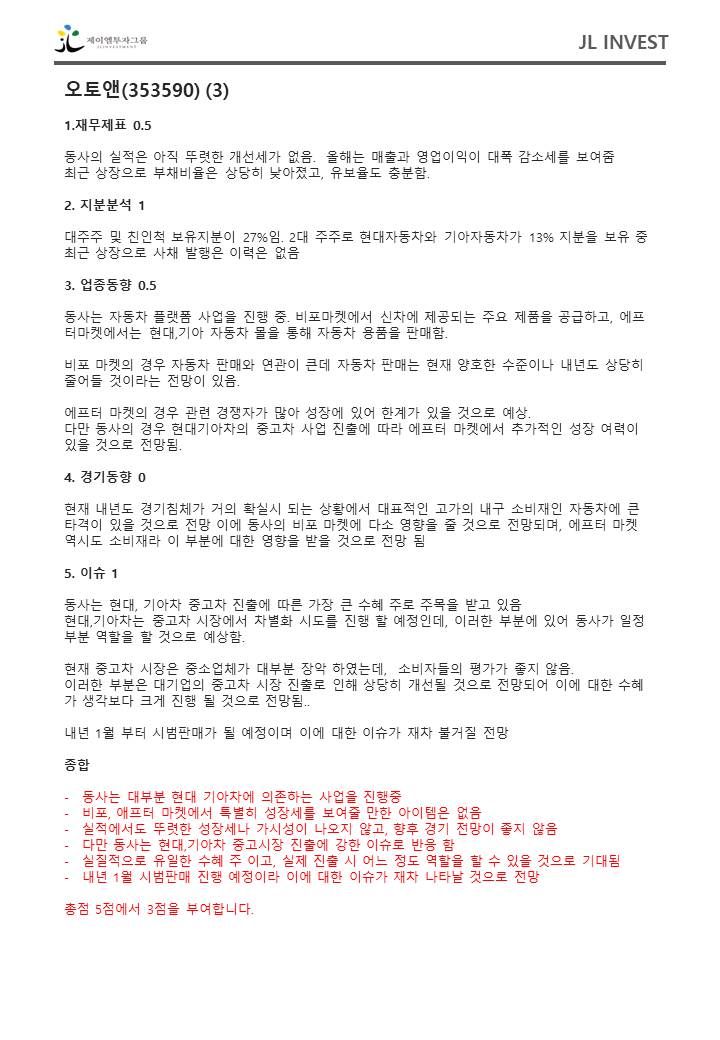 제이엘투자그룹
JLINVESTMENT
JL INVEST
오토앤(353590) (3)
1.재무제표 0.5
동사의 실적은 아직 뚜렷한 개선세가 없음. 올해는 매출과 영업이익이 대폭 감소세를 보여줌
최근 상장으로 부채비율은 상당히 낮아졌고, 유보율도 충분함.
2. 지분분석 1
대주주 및 친인척 보유지분이 27%임. 2대 주주로 현대자동차와 기아자동차가 13% 지분을 보유 중
최근 상장으로 사채 발행은 이력은 없음
3. 업종동향 0.5
동사는 자동차 플랫폼 사업을 진행 중. 비포마켓에서 신차에 제공되는 주요 제품을 공급하고, 에프
터마켓에서는 현대,기아 자동차 몰을 통해 자동차 용품을 판매함.
비포 마켓의 경우 자동차 판매와 연관이 큰데 자동차 판매는 현재 양호한 수준이나 내년도 상당히
줄어들 것이라는 전망이 있음.
에프터 마켓의 경우 관련 경쟁자가 많아 성장에 있어 한계가 있을 것으로 예상.
다만 동사의 경우 현대기아차의 중고차 사업 진출에 따라 에프터 마켓에서 추가적인 성장 여력이
있을 것으로 전망됨.
4. 경기동향 0
현재 내년도 경기침체가 거의 확실시 되는 상황에서 대표적인 고가의 내구 소비재인 자동차에 큰
타격이 있을 것으로 전망 이에 동사의 비포 마켓에 다소 영향을 줄 것으로 전망되며, 에프터 마켓
역시도 소비재라 이 부분에 대한 영향을 받을 것으로 전망 됨
5. 이슈 1
동사는 현대, 기아차 중고차 진출에 따른 가장 큰 수혜 주로 주목을 받고 있음
현대,기아차는 중고차 시장에서 차별화 시도를 진행 할 예정인데, 이러한 부분에 있어 동사가 일정
부분 역할을 할 것으로 예상함.
현재 중고차 시장은 중소업체가 대부분 장악 하였는데, 소비자들의 평가가 좋지 않음.
이러한 부분은 대기업의 중고차 시장 진출로 인해 상당히 개선될 것으로 전망되어 이에 대한 수혜
가 생각보다 크게 진행 될 것으로 전망됨..
내년 1월 부터 시범판매가 될 예정이며 이에 대한 이슈가 재차 불거질 전망
종합
- 동사는 대부분 현대 기아차에 의존하는 사업을 진행중
- 비포, 애프터 마켓에서 특별히 성장세를 보여줄 만한 아이템은 없음
- 실적에서도 뚜렷한 성장세나 가시성이 나오지 않고, 향후 경기 전망이 좋지 않음
- 다만 동사는 현대,기아차 중고시장 진출에 강한 이슈로 반응 함
- 실질적으로 유일한 수혜 주 이고, 실제 진출 시 어느 정도 역할을 할 수 있을 것으로 기대됨
- 내년 1월 시범판매 진행 예정이라 이에 대한 이슈가 재차 나타날 것으로 전망
총점 5점에서 3점을 부여합니다.